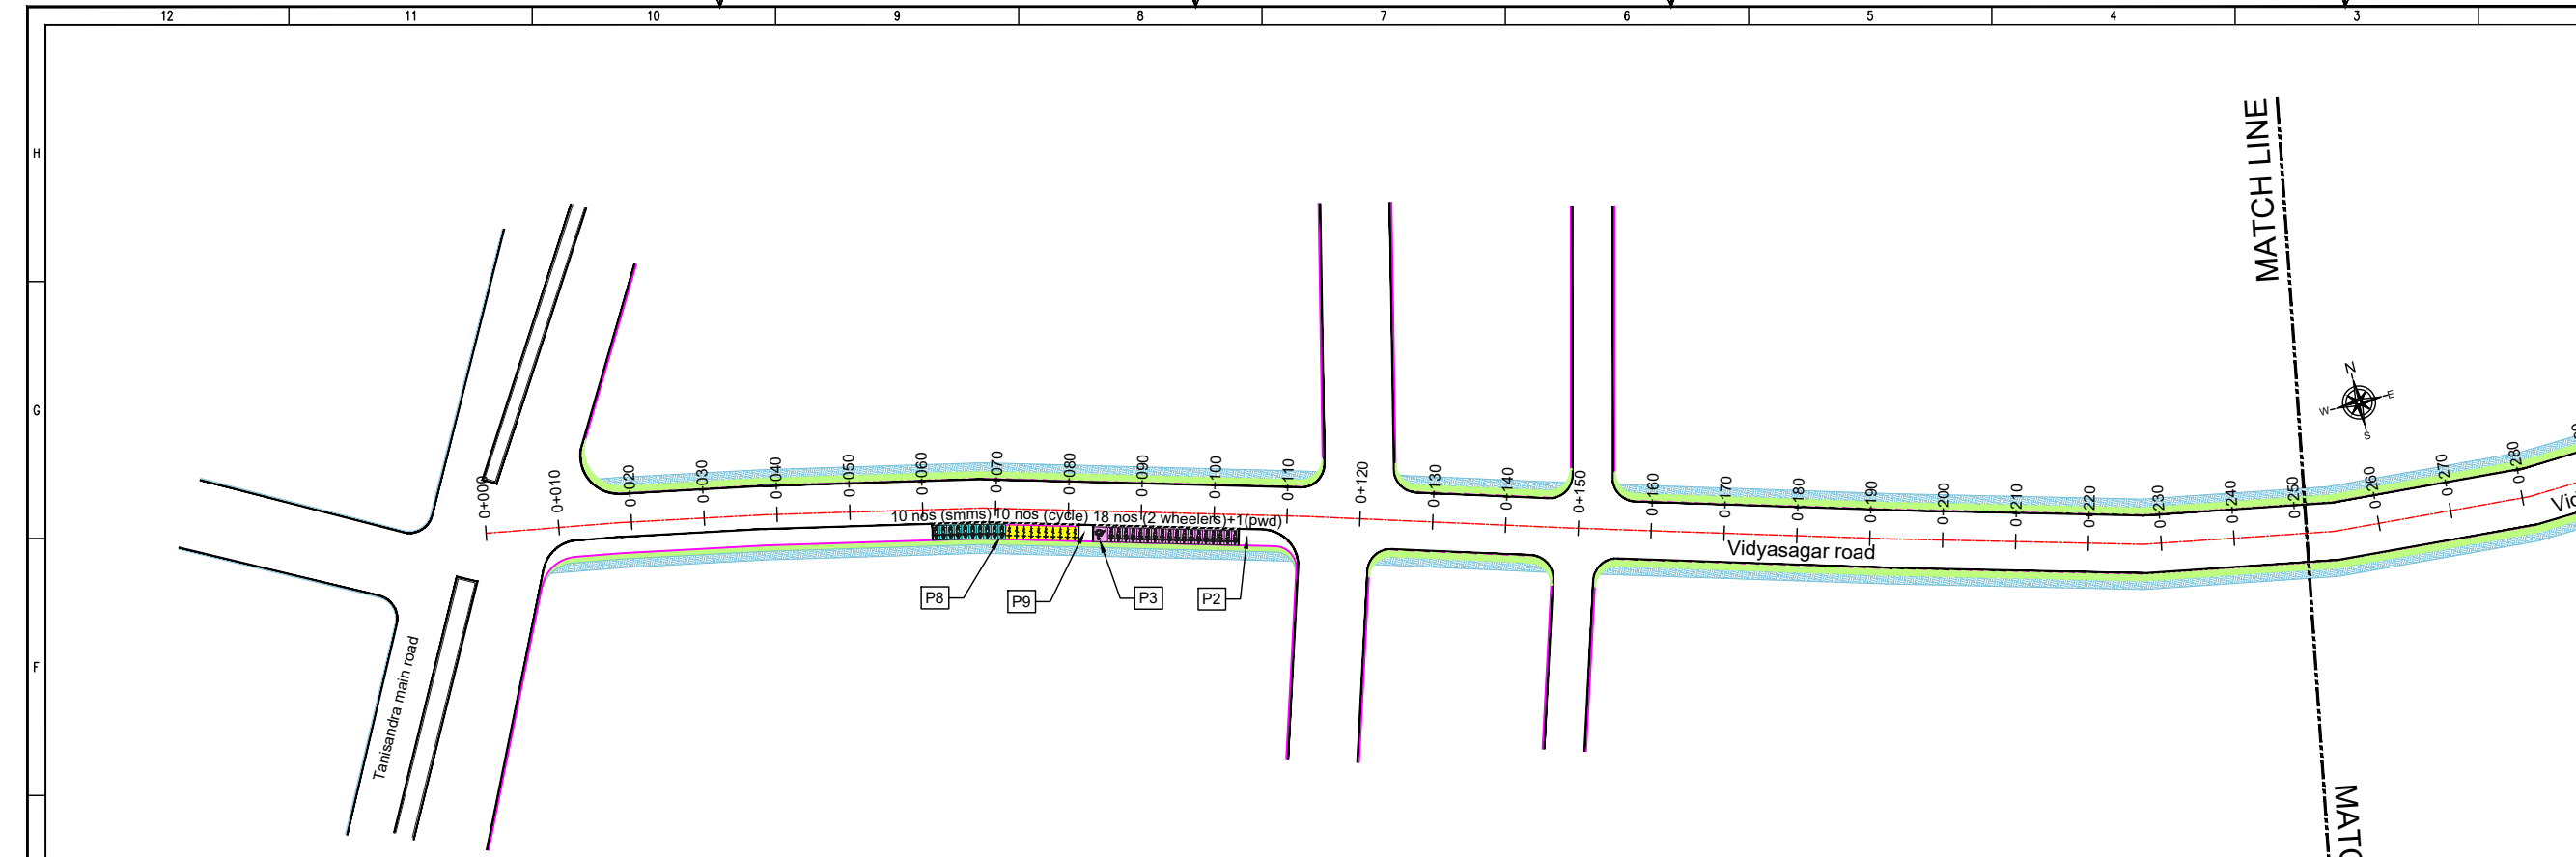 12 11 10 9 8 7 6 5 4 3
H
G
F
MATCH LINE
N
W E
S
0+000 0+010 0+020 0+030 0+040 0+050 0+060 0+070 0+080 0+090 0+100 0+110 0+120 0+130 0+140 0+150 0+160 0+170 0+180 0+190 0+200 0+210 0+220 0+230 0+240 0+250 0+260 0+270 0+280
10 nos (smms) 10 nos (cycle) 18 nos (2 wheelers)+1(pwd)
Vidyasagar road
Vid
P8 P9 P3 P2
Tanisandra main road
MATC